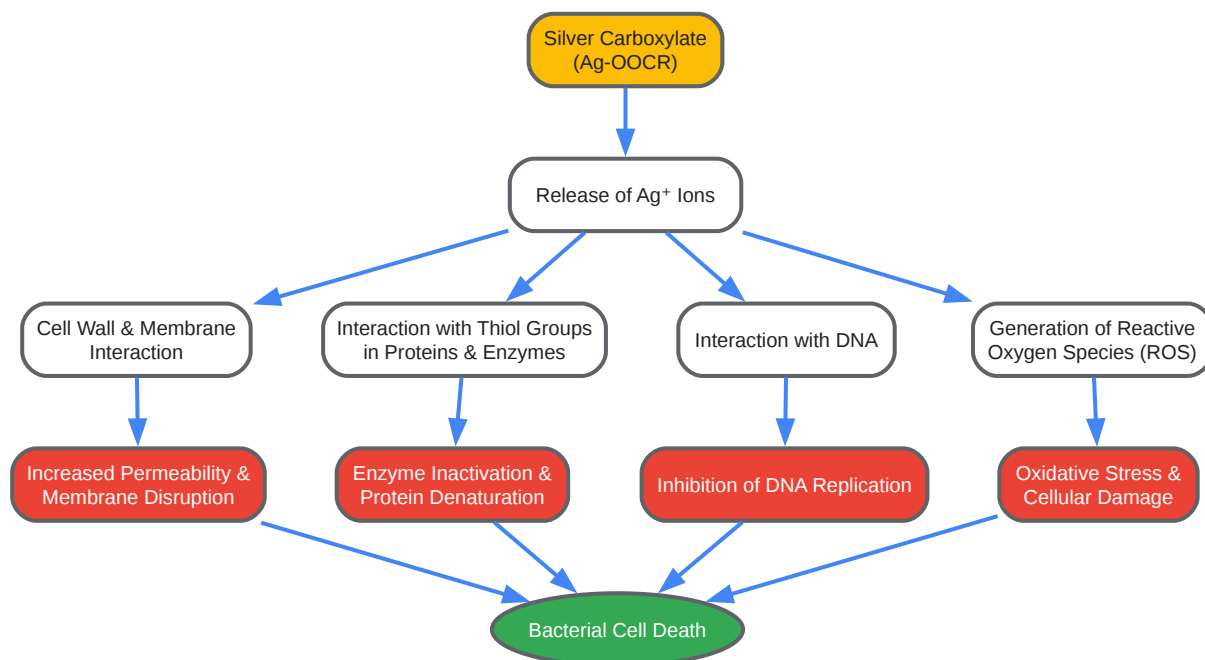 Silver Carboxylate
(Ag-OOCR)
Release of Ag⁺ Ions
Cell Wall & Membrane
Interaction
Interaction with Thiol Groups
in Proteins & Enzymes
Interaction with DNA
Generation of Reactive
Oxygen Species (ROS)
Increased Permeability &
Membrane Disruption
Enzyme Inactivation &
Protein Denaturation
Inhibition of DNA Replication
Oxidative Stress &
Cellular Damage
Bacterial Cell Death